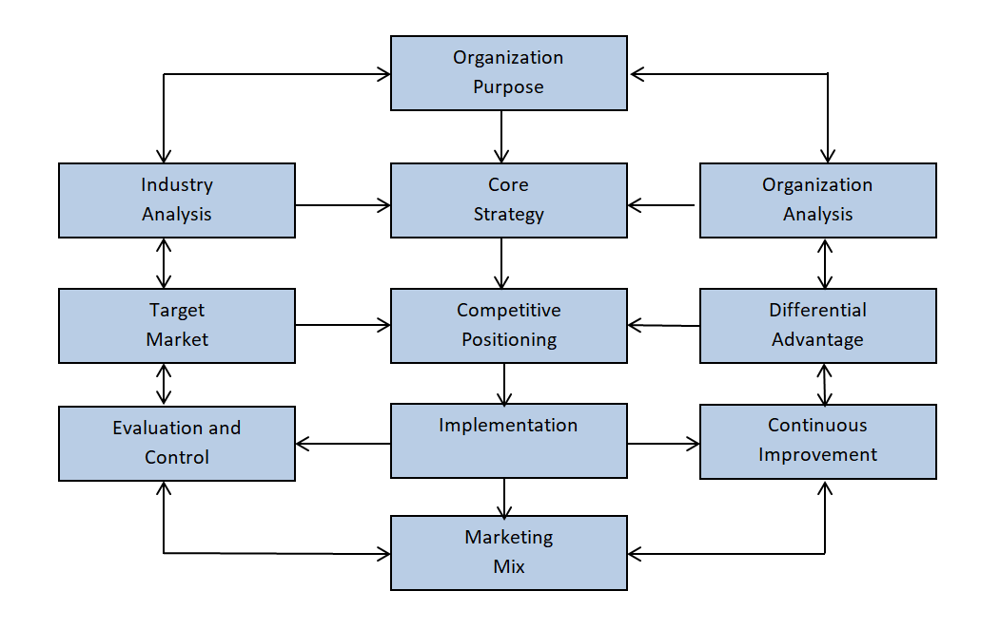 Organization
Purpose
Industry
Analysis
Core
Strategy
Organization
Analysis
Target
Market
Competitive
Positioning
Differential
Advantage
Evaluation and
Control
Implementation
Continuous
Improvement
Marketing
Mix